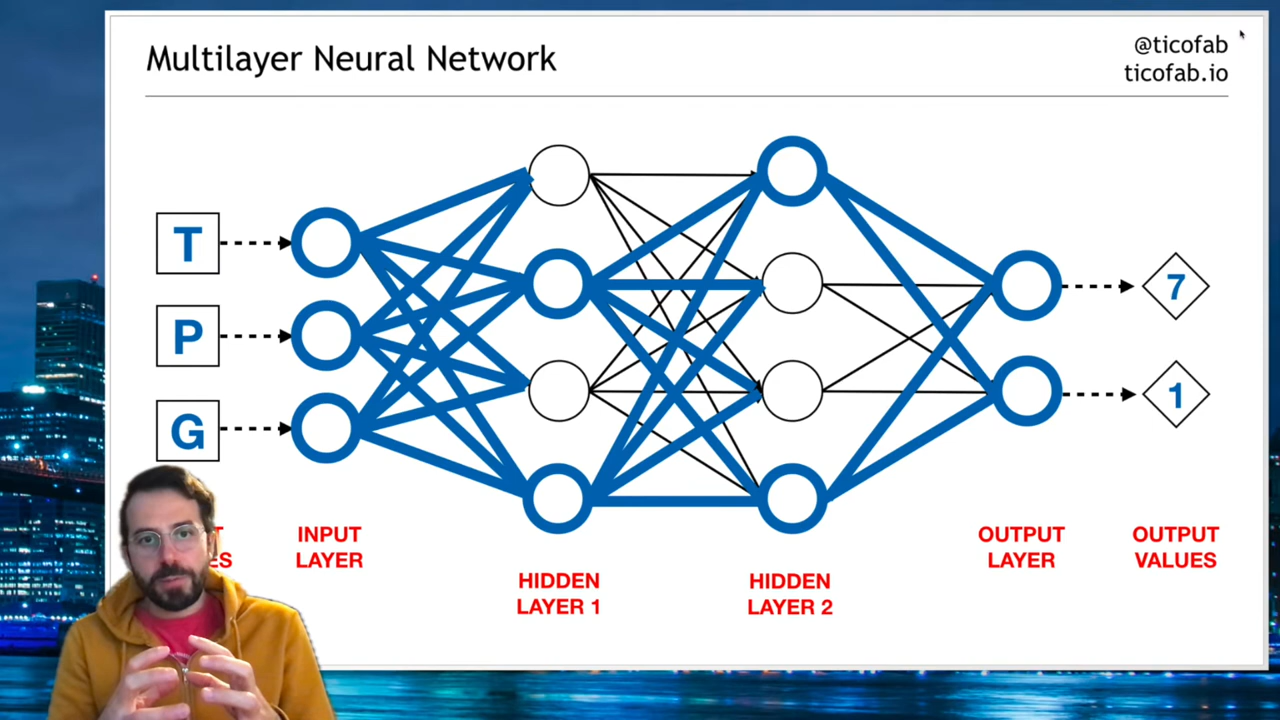 Multilayer Neural Network
@ticofab
ticofab.io
T
P
G
7
1
INPUT
LAYER
HIDDEN
LAYER 1
HIDDEN
LAYER 2
OUTPUT
LAYER
OUTPUT
VALUES